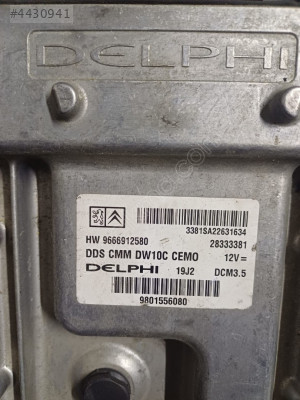 #4430941
DELPHI
3381SA22631634
HW 9666912580
28333381
DDS CMM DW10C CEMO 12V=
DELPHI 19J2 DCM3.5
9801556080